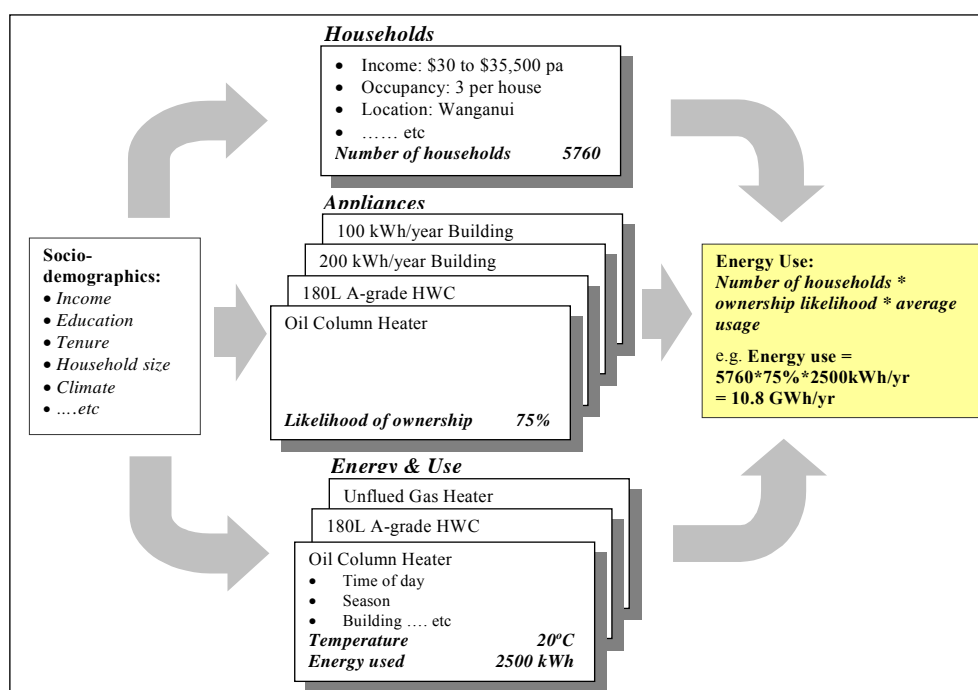 Households
• Income: $30 to $35,500 pa
• Occupancy: 3 per house
• Location: Wanganui
• …… etc
Number of households 5760
Socio-
demographics:
• Income
• Education
• Tenure
• Household size
• Climate
• ….etc
Appliances
100 kWh/year Building
200 kWh/year Building
180L A-grade HWC
Oil Column Heater
Likelihood of ownership 75%
Energy & Use
Unflued Gas Heater
180L A-grade HWC
Oil Column Heater
• Time of day
• Season
• Building …. etc
Temperature 20°C
Energy used 2500 kWh
Energy Use:
Number of households *
ownership likelihood * average
usage
e.g. Energy use =
5760*75%*2500kWh/yr
= 10.8 GWh/yr